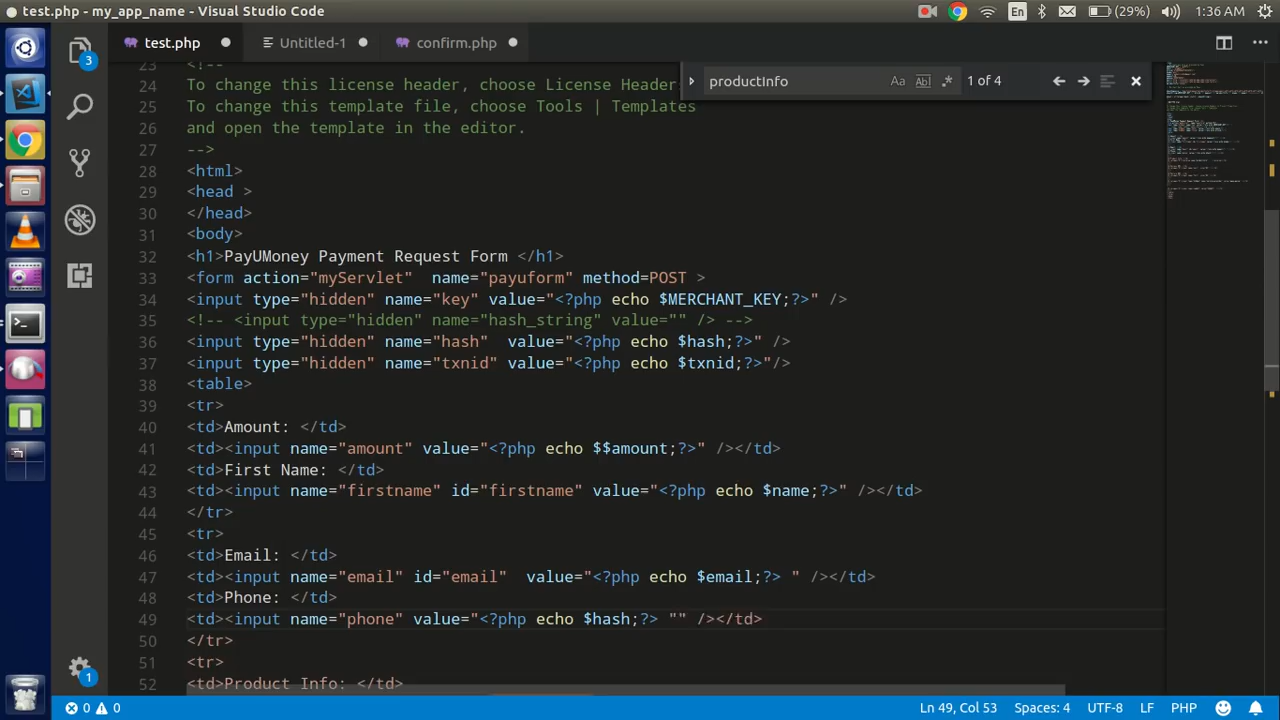 test.php - my_app_name - Visual Studio Code
En
(29%)
1:36 AM
test.php
Untitled-1
confirm.php
3
productInfo
Aa
Ab
1 of 4
23 <!--
24 To change this license header, choose License Header
25 To change this template file, choose Tools | Templates
26 and open the template in the editor.
27 -->
28 <html>
29 <head >
30 </head>
31 <body>
32 <h1>PayUMoney Payment Request Form </h1>
33 <form action="myServlet"  name="payuform" method=POST >
34 <input type="hidden" name="key" value="<?php echo $MERCHANT_KEY;?>" />
35 <!-- <input type="hidden" name="hash_string" value="" /> -->
36 <input type="hidden" name="hash"  value="<?php echo $hash;?>" />
37 <input type="hidden" name="txnid" value="<?php echo $txnid;?>"/>
38 <table>
39 <tr>
40 <td>Amount: </td>
41 <td><input name="amount" value="<?php echo $$amount;?>" /></td>
42 <td>First Name: </td>
43 <td><input name="firstname" id="firstname" value="<?php echo $name;?>" /></td>
44 </tr>
45 <tr>
46 <td>Email: </td>
47 <td><input name="email" id="email"  value="<?php echo $email;?> " /></td>
48 <td>Phone: </td>
49 <td><input name="phone" value="<?php echo $hash;?> "" /></td>
50 </tr>
51 <tr>
52 <td>Product Info: </td>
1
0
0
Ln 49, Col 53
Spaces: 4
UTF-8
LF
PHP